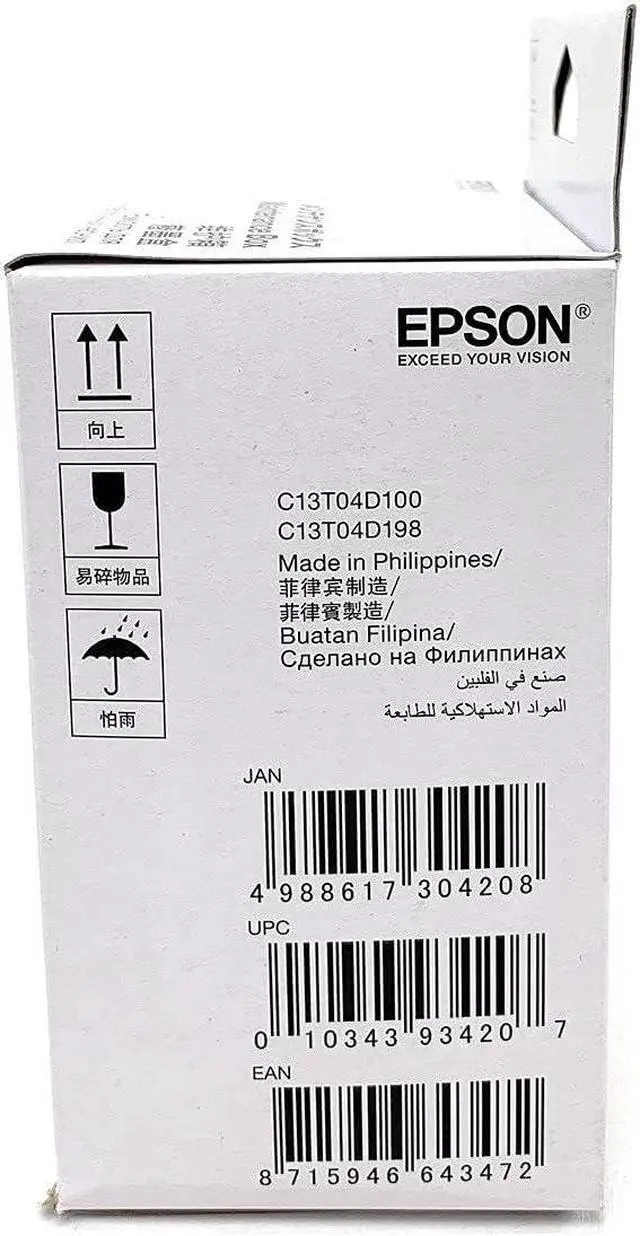 Maintenance Box
EPSON®
EXCEED YOUR VISION
向上
易碎物品
怕雨
C13T04D100
C13T04D198
Made in Philippines/
菲律宾制造/
菲律賓製造/
Buatan Filipina/
Сделано на Филиппинах
صنع في الفلبين
المواد الاستهلاكية للطابعة
JAN
4 988617 304208
UPC
0 10343 93420 7
EAN
8 715946 643472